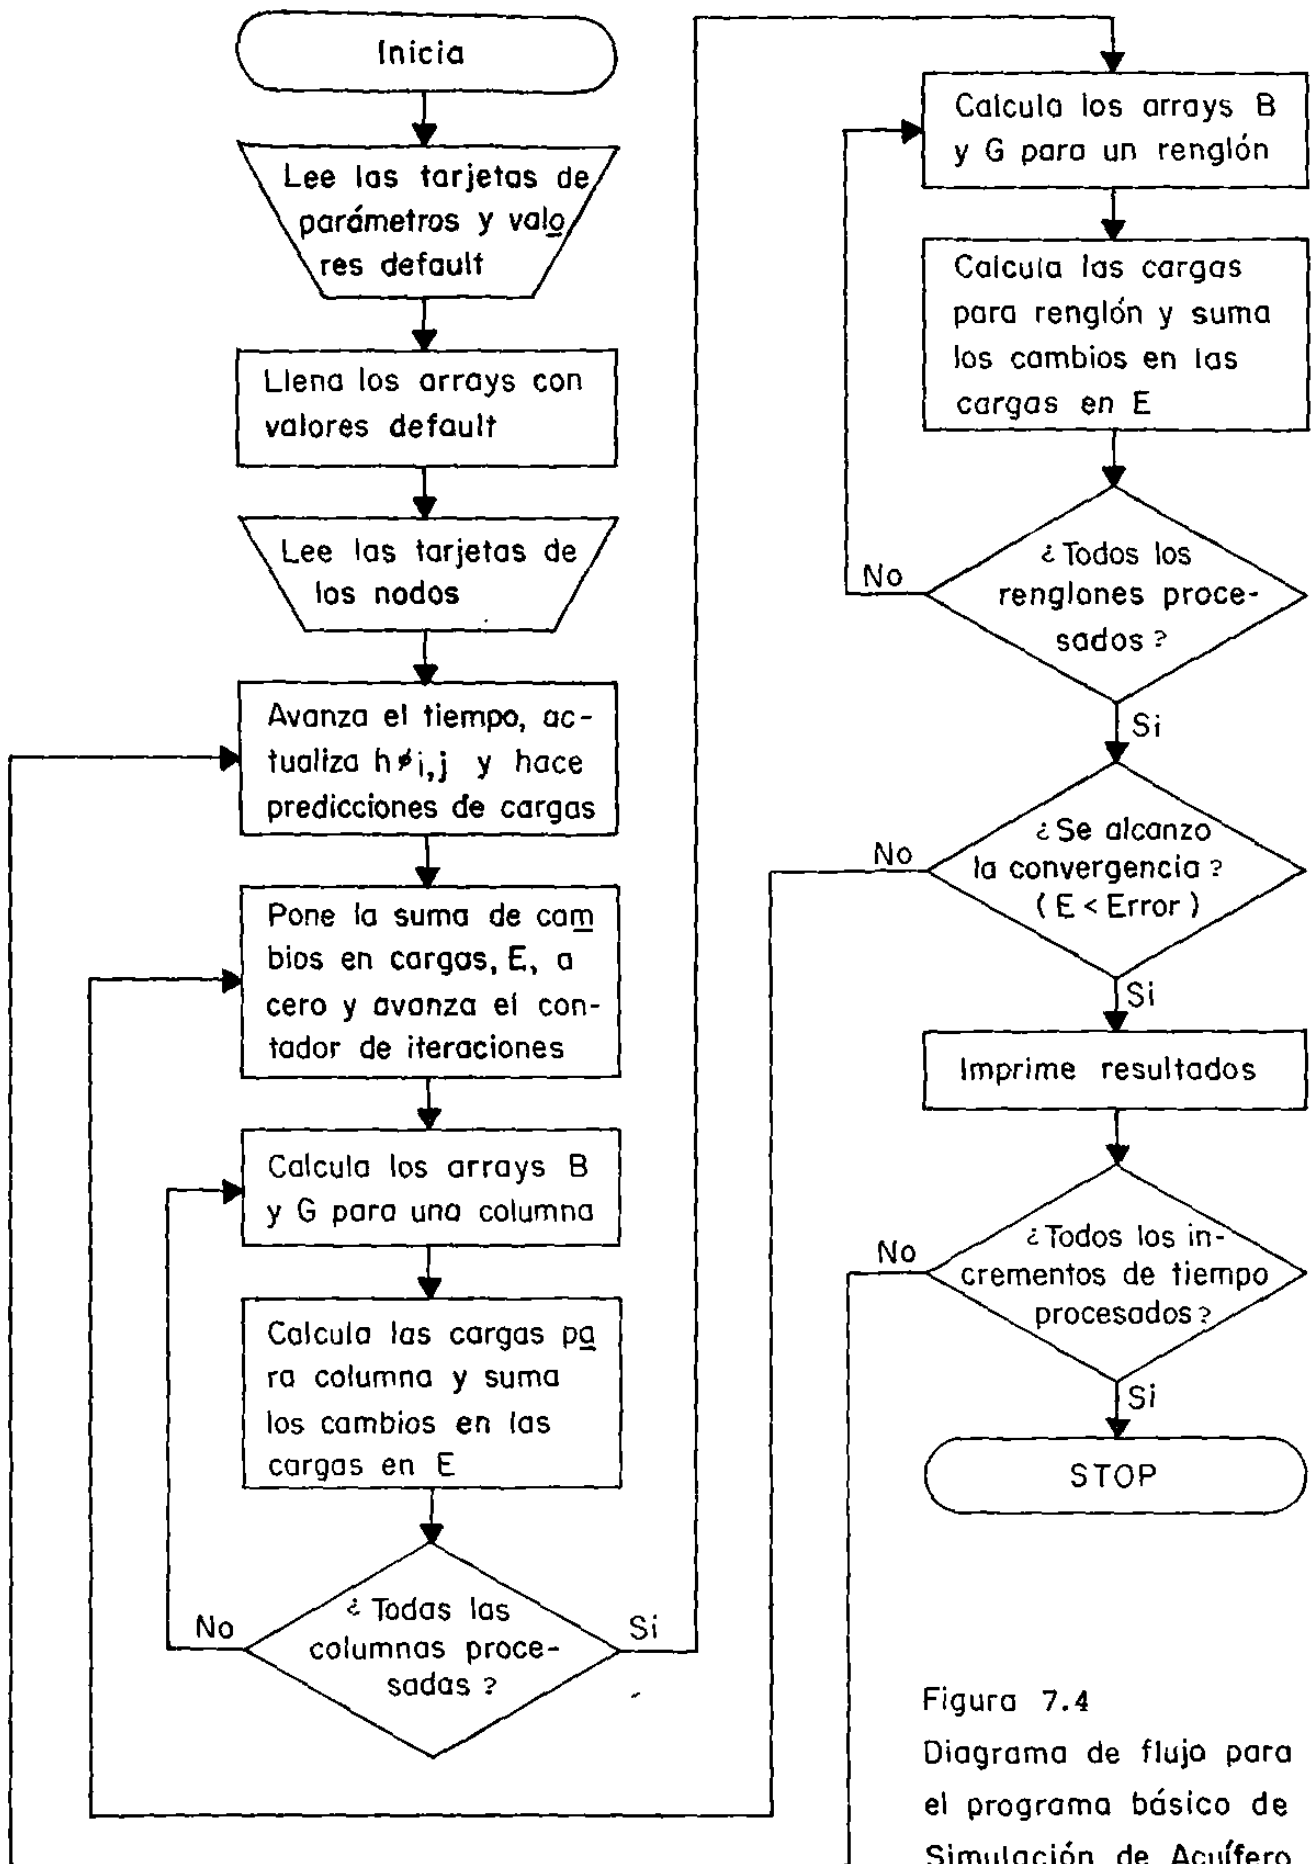 Inicia
Lee las tarjetas de
parámetros y valo
res default
Llena los arrays con
valores default
Lee las tarjetas de
los nodos
Avanza el tiempo, ac-
tualiza hø i,j y hace
predicciones de cargas
Pone la suma de cam
bios en cargas, E, a
cero y avanza el con-
tador de iteraciones
Calcula los arrays B
y G para una columna
Calcula las cargas pa
ra columna y suma
los cambios en las
cargas en E
No
¿Todas las
columnas proce-
sadas?
Si
Calcula los arrays B
y G para un renglón
Calcula las cargas
para renglón y suma
los cambios en las
cargas en E
No
¿Todos los
renglones proce-
sados?
Si
No
¿Se alcanzo
la convergencia?
(E < Error)
Si
Imprime resultados
No
¿Todos los in-
crementos de tiempo
procesados?
Si
STOP
Figura 7.4
Diagrama de flujo para
el programa básico de
Simulación de Acuífero